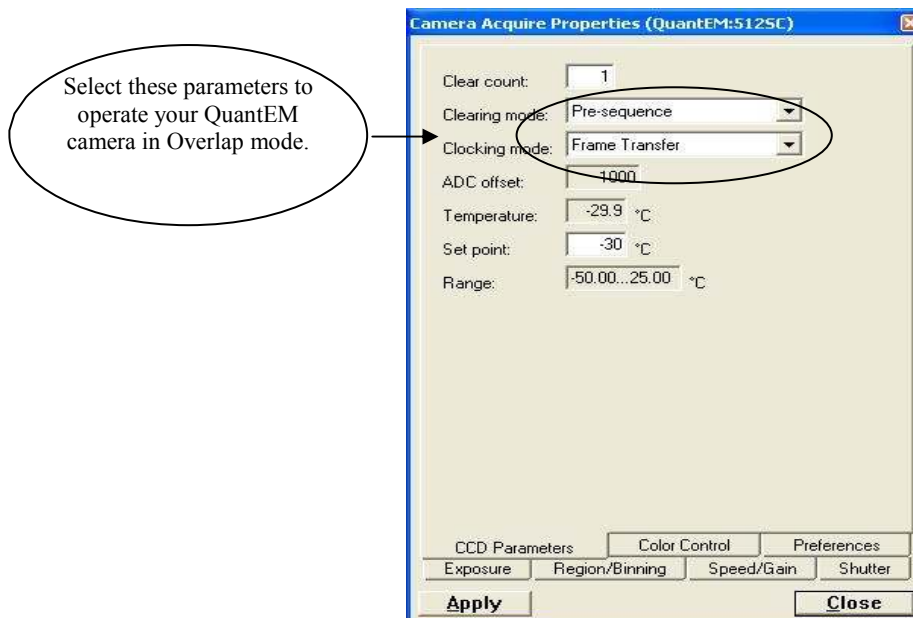 Camera Acquire Properties (QuantEM:512SC)
Select these parameters to
operate your QuantEM
camera in Overlap mode.
Clear count: 1
Clearing mode: Pre-sequence
Clocking mode: Frame Transfer
ADC offset: 1000
Temperature: -29.9 °C
Set point: -30 °C
Range: -50.00...25.00 °C
CCD Parameters Color Control Preferences
Exposure Region/Binning Speed/Gain Shutter
Apply Close